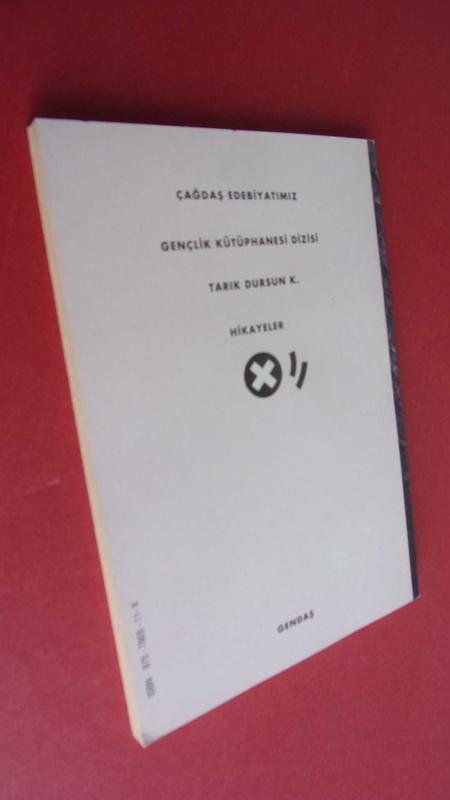 ÇAĞDAŞ EDEBİYATIMIZ
GENÇLİK KÜTÜPHANESİ DİZİSİ
TARIK DURSUN K.
HİKAYELER
GENDAŞ